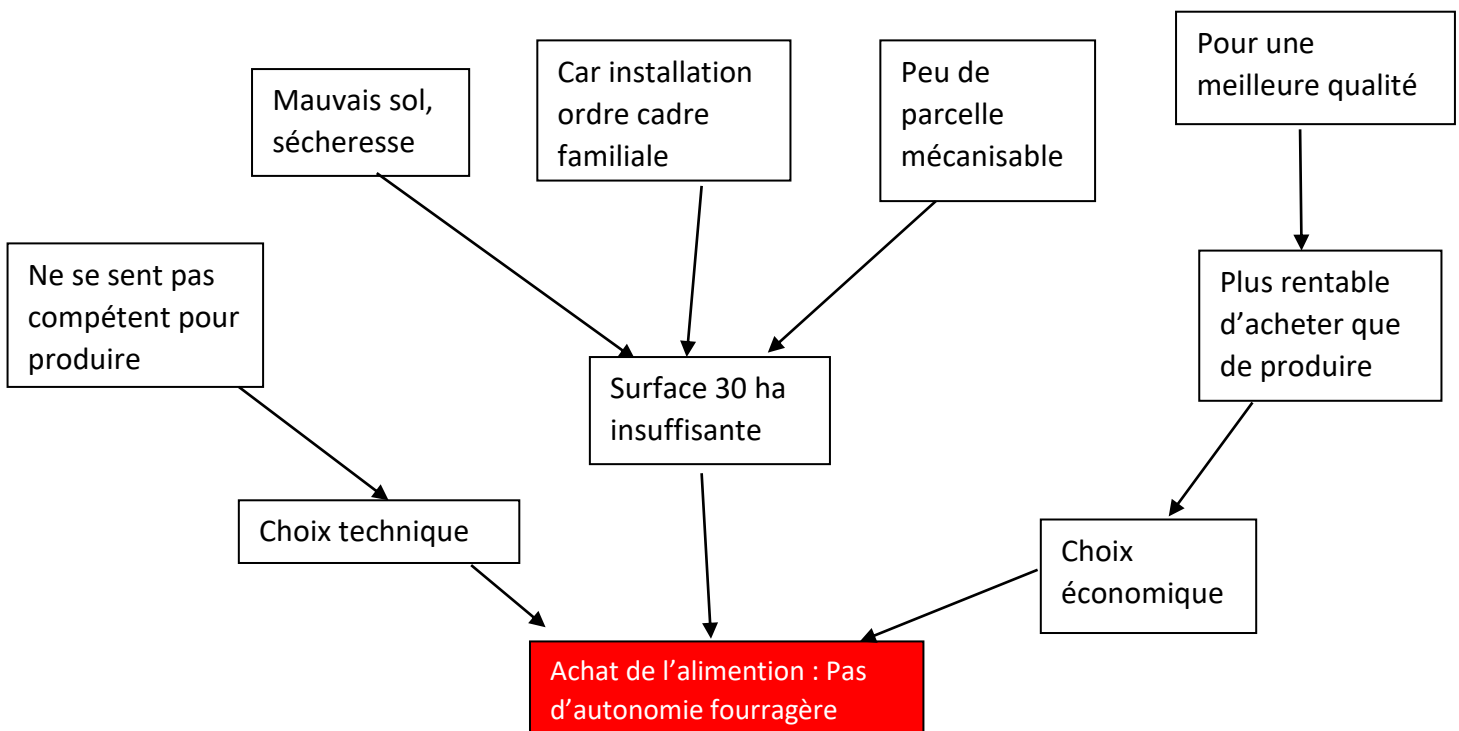 Mauvais sol,
sécheresse
Car installation
ordre cadre
familiale
Peu de
parcelle
mécanisable
Pour une
meilleure qualité
Ne se sent pas
compétent pour
produire
Surface 30 ha
insuffisante
Plus rentable
d’acheter que
de produire
Choix technique
Choix
économique
Achat de l’alimention : Pas
d’autonomie fourragère